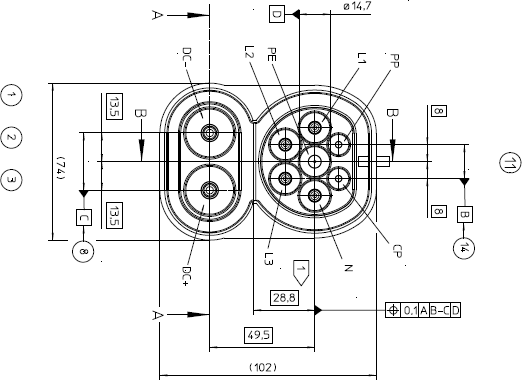 A
D
ø14.7
DC-
L2
PE
L1
PP
1
13,5
B
B
8
2
(74)
11
3
13,5
C
8
B
8
14
DC+
L3
1
N
CP
28,8
A
0.1 A B-C D
49,5
(102)